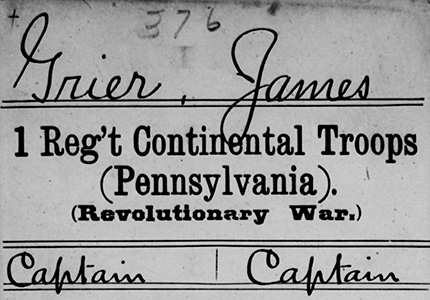 + 376
Grier, James
1 Reg't Continental Troops
(Pennsylvania).
(Revolutionary War.)
Captain | Captain